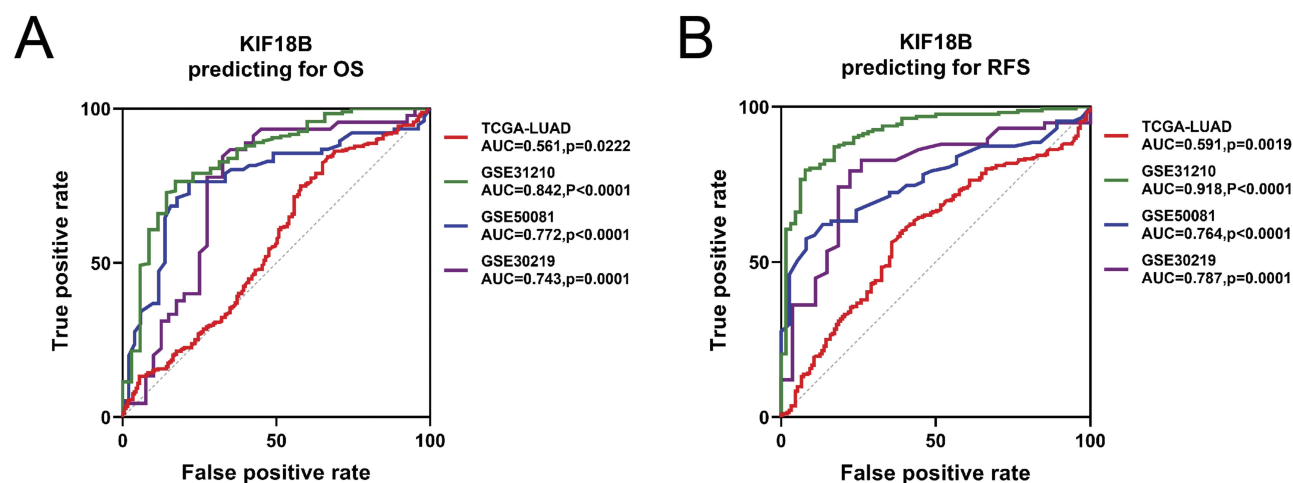 A
KIF18B
predicting for OS
100
50
0
0
50
100
True positive rate
False positive rate
TCGA-LUAD
AUC=0.561,p=0.0222
GSE31210
AUC=0.842,P<0.0001
GSE50081
AUC=0.772,p<0.0001
GSE30219
AUC=0.743,p=0.0001
B
KIF18B
predicting for RFS
100
50
0
0
50
100
True positive rate
False positive rate
TCGA-LUAD
AUC=0.591,p=0.0019
GSE31210
AUC=0.918,P<0.0001
GSE50081
AUC=0.764,p<0.0001
GSE30219
AUC=0.787,p=0.0001